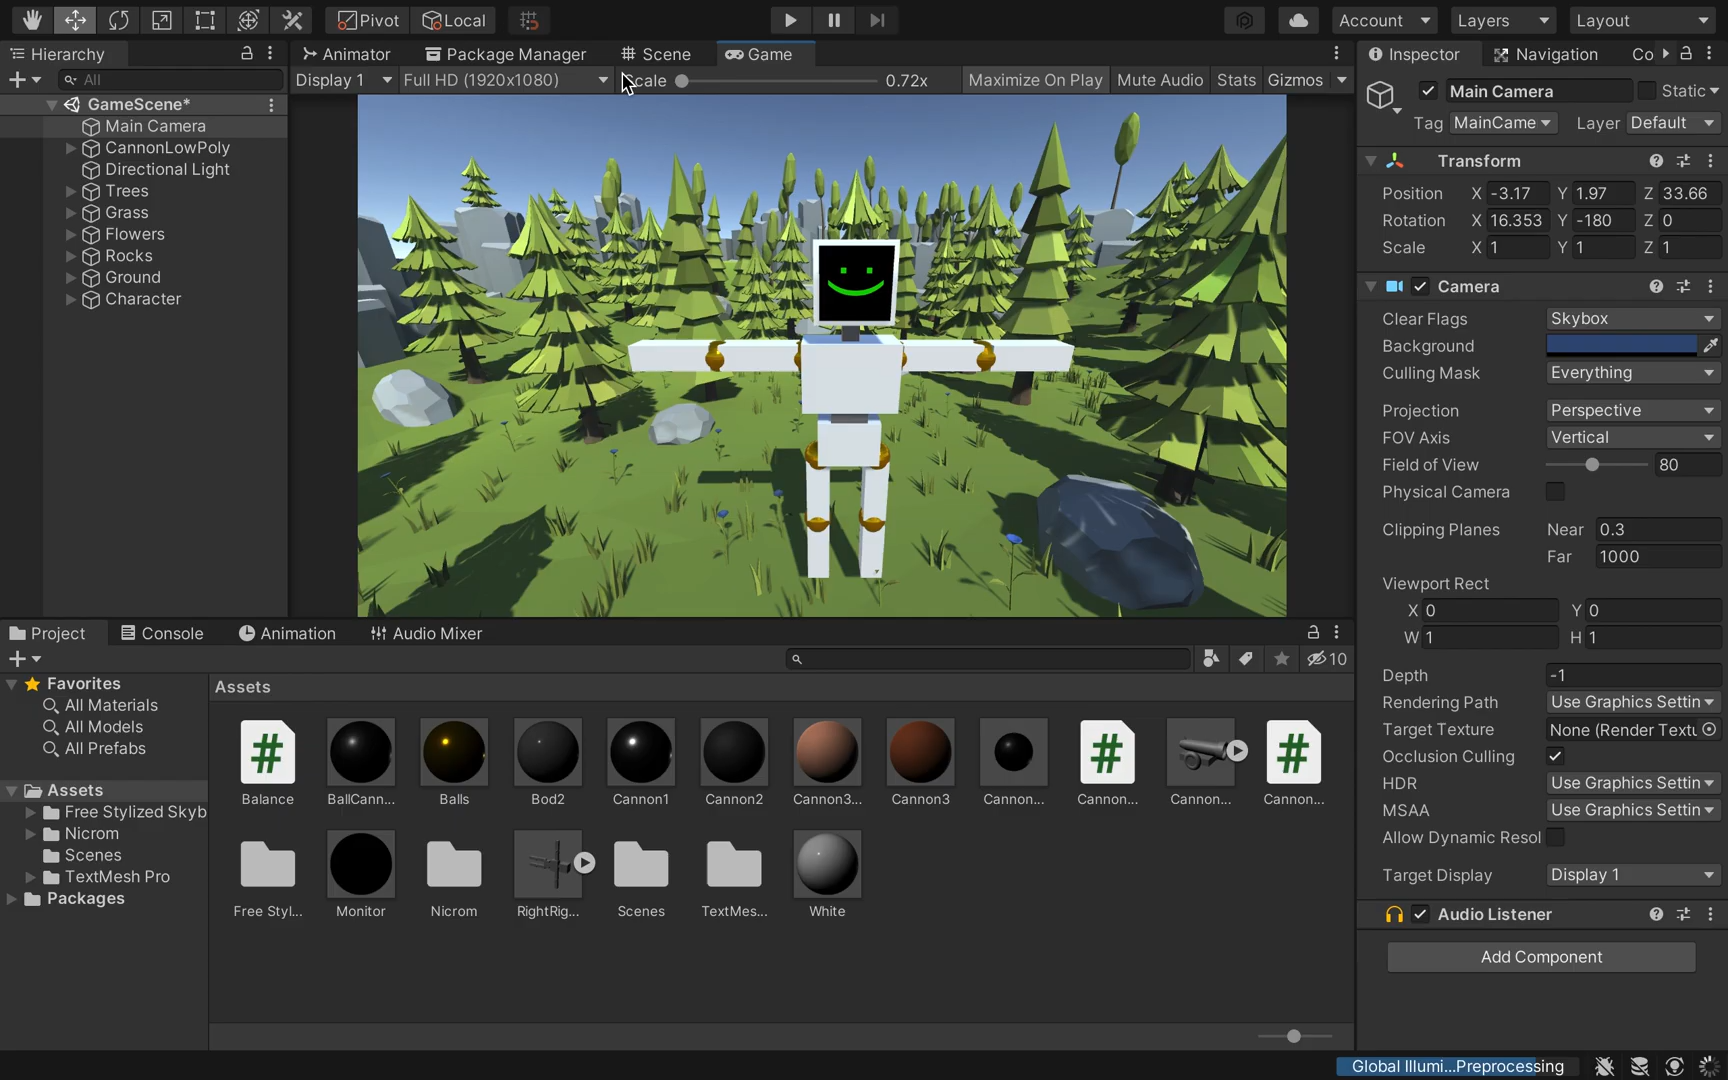 Pivot Local Account Layers Layout
Hierarchy Animator Package Manager Scene Game Inspector Navigation Co
All Display 1 Full HD (1920x1080) Scale 0.72x Maximize On Play Mute Audio Stats Gizmos
GameScene*
Main Camera
CannonLowPoly
Directional Light
Trees
Grass
Flowers
Rocks
Ground
Character
Main Camera Static
Tag MainCame Layer Default
Transform
Position X -3.17 Y 1.97 Z 33.66
Rotation X 16.353 Y -180 Z 0
Scale X 1 Y 1 Z 1
Camera
Clear Flags Skybox
Background
Culling Mask Everything
Projection Perspective
FOV Axis Vertical
Field of View 80
Physical Camera
Clipping Planes Near 0.3
Far 1000
Viewport Rect
X 0 Y 0
W 1 H 1
Depth -1
Rendering Path Use Graphics Settin
Target Texture None (Render Textu
Occlusion Culling
HDR Use Graphics Settin
MSAA Use Graphics Settin
Allow Dynamic Resol
Target Display Display 1
Audio Listener
Add Component
Project Console Animation Audio Mixer
10
Favorites
All Materials
All Models
All Prefabs
Assets
Free Stylized Skyb
Nicrom
Scenes
TextMesh Pro
Packages
Assets
Balance BallCann... Balls Bod2 Cannon1 Cannon2 Cannon3... Cannon3 Cannon... Cannon... Cannon... Cannon...
Free Styl... Monitor Nicrom RightRig... Scenes TextMes... White
Global Illumi...Preprocessing